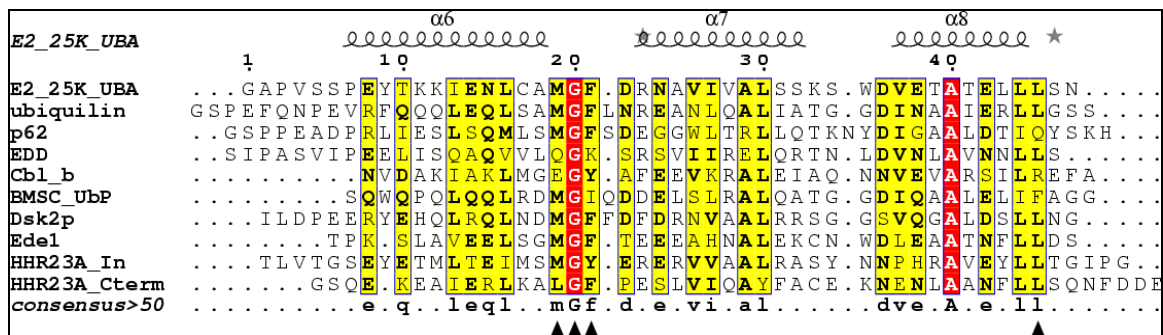 α6 α7 α8
E2_25K_UBA
1 10 20 30 40
E2_25K_UBA ...GAPVSSPEYTKKIENLCAMGF.DRNAVIVALSSKS.WDVETATELLLSN.....
ubiquilin GSPEFQNPEVRFQQQLEQLSAMGFLNREANLQALIATG.GDINAAIERLLGSS....
p62 ..GSPPEADPRLIESLSQMLSMGFSDEGGWLTRLLQTKNYDIGAALDTIQYSKH...
EDD ..SIPASVIPEELISQAQVVLQGK.SRSVIIRELQRTN.LDVNLAVNNLLS......
Cbl_b ..........NVDAKIAKLMGEGY.AFEEVKRALEIAQ.NNVEVARSILREFA....
BMSC_UbP .........SQWQPQLQQLRDMGIQDDELSLRALQATG.GDIQAALELIFAGG....
Dsk2p ....ILDPEERYEHQLRQLNDMGFFDFDRNVAALRRSG.GSVQGALDSLLNG.....
Ede1 ........TPK.SLAVEELSGMGF.TEEEAHNALEKCN.WDLEAATNFLLDS.....
HHR23A_In ....TLVTGSEYETMLTEIMSMGY.ERERVVAALRASY.NNPHRAVEYLLTGIPG..
HHR23A_Cterm .......GSQE.KEAIERLKALGF.PESLVIQAYFACE.KNENLAANFLLSQNFDDE
consensus>50 ..........e.q..leql..mGf.d.e.vi.al......dve.A.e.ll.......